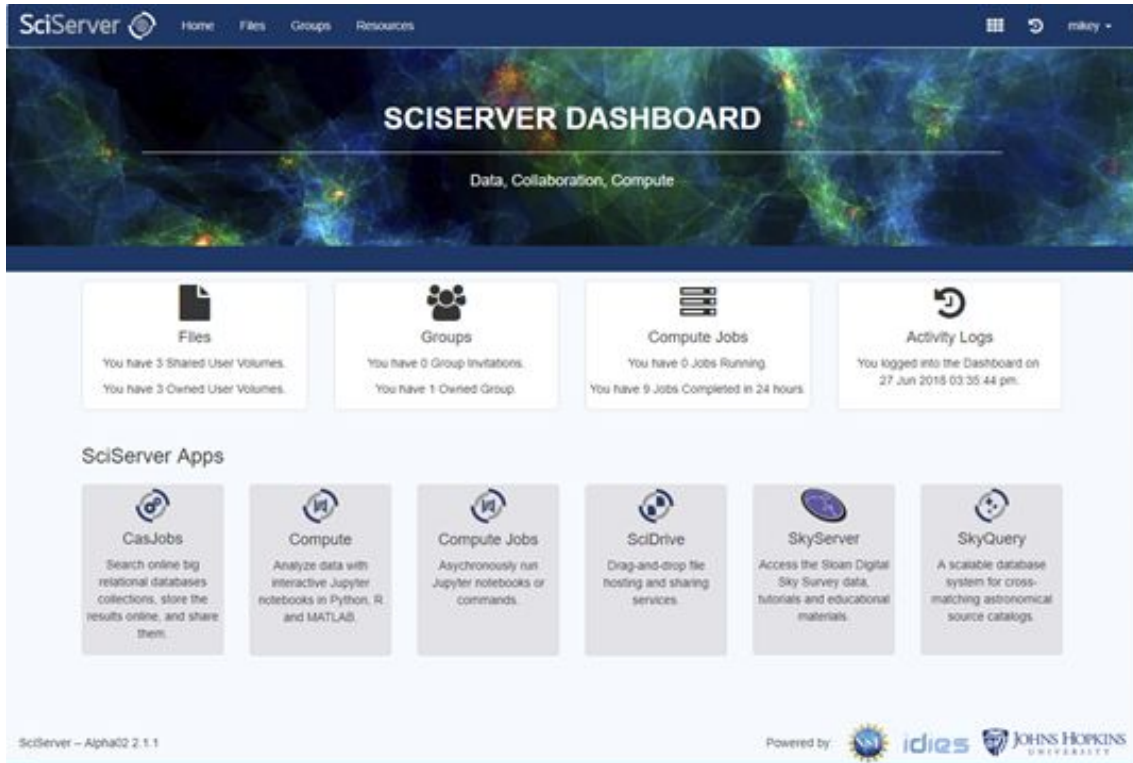 SciServer
Home Files Groups Resources
mikey
SCISERVER DASHBOARD
Data, Collaboration, Compute
Files
You have 3 Shared User Volumes.
You have 3 Owned User Volumes.
Groups
You have 0 Group Invitations.
You have 1 Owned Group.
Compute Jobs
You have 0 Jobs Running.
You have 9 Jobs Completed in 24 hours.
Activity Logs
You logged into the Dashboard on
27 Jun 2018 03:35:44 pm.
SciServer Apps
CasJobs
Search online big
relational databases
collections, store the
results online, and share
them.
Compute
Analyze data with
interactive Jupyter
notebooks in Python, R
and MATLAB.
Compute Jobs
Asychronously run
Jupyter notebooks or
commands.
SciDrive
Drag-and-drop file
hosting and sharing
services.
SkyServer
Access the Sloan Digital
Sky Survey data,
tutorials and educational
materials.
SkyQuery
A scalable database
system for cross-
matching astronomical
source catalogs.
SciServer – Alpha02 2.1.1
Powered by
NSF
idies
JOHNS HOPKINS
UNIVERSITY